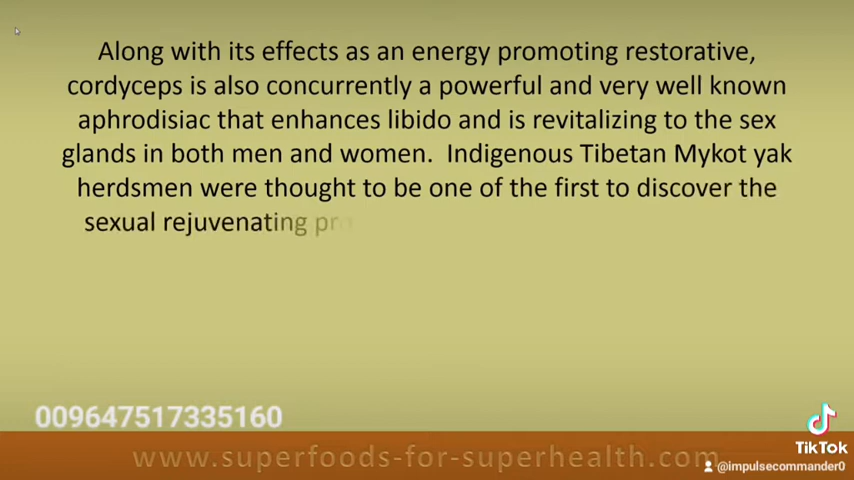 Along with its effects as an energy promoting restorative,
cordyceps is also concurrently a powerful and very well known
aphrodisiac that enhances libido and is revitalizing to the sex
glands in both men and women.  Indigenous Tibetan Mykot yak
herdsmen were thought to be one of the first to discover the
sexual rejuvenating pro
009647517335160
www.superfoods-for-superhealth.com
TikTok
@impulsecommander0